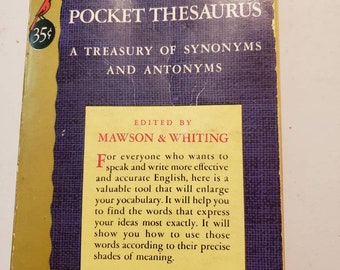 35¢
POCKET THESAURUS
A TREASURY OF SYNONYMS
AND ANTONYMS
EDITED BY
MAWSON & WHITING
For everyone who wants to
speak and write more effective
and accurate English, here is a
valuable tool that will enlarge
your vocabulary. It will help you
to find the words that express
your ideas most exactly. It will
show you how to use those
words according to their precise
shades of meaning.